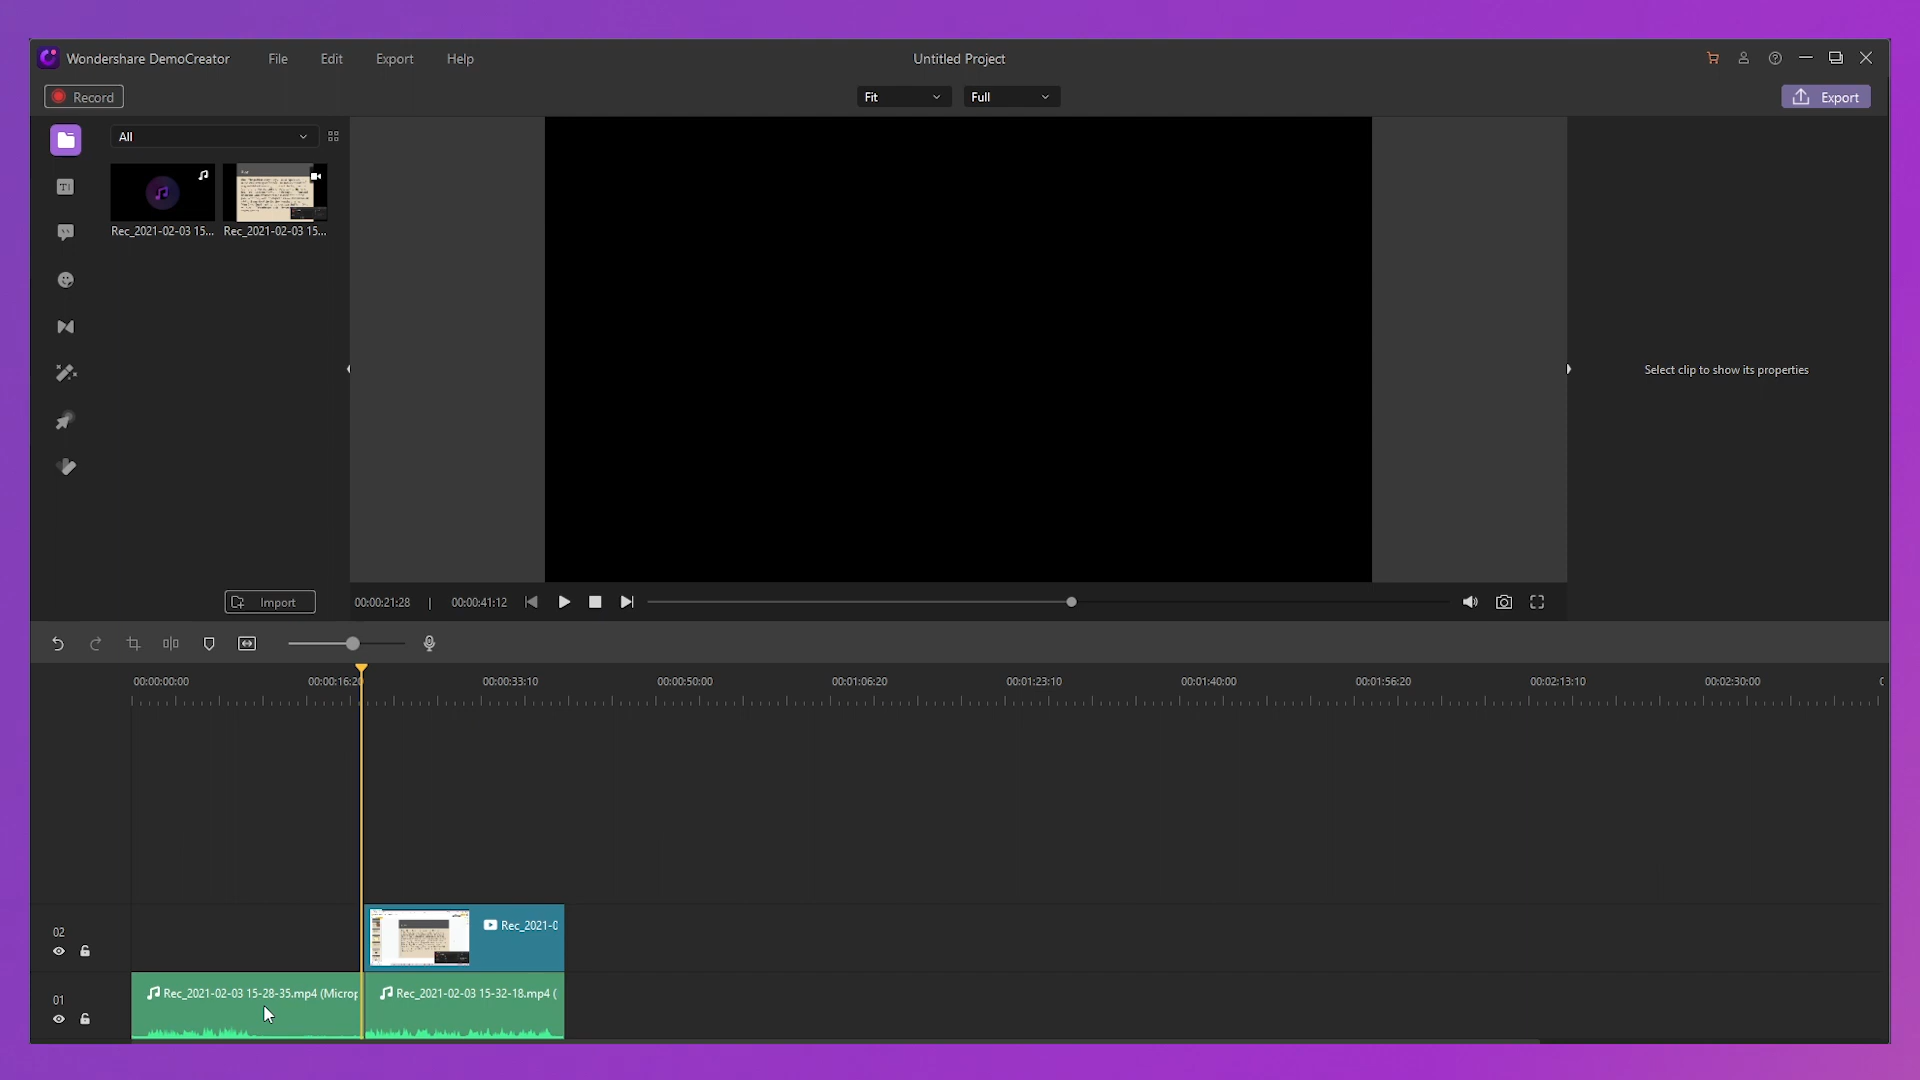 Wondershare DemoCreator File Edit Export Help Untitled Project
Record Fit Full Export
All
Rec_2021-02-03 15... Rec_2021-02-03 15...
Select clip to show its properties
Import 00:00:21:28 | 00:00:41:12
00:00:00:00 00:00:16:20 00:00:33:10 00:00:50:00 00:01:06:20 00:01:23:10 00:01:40:00 00:01:56:20 00:02:13:10 00:02:30:00
02 Rec_2021-0
01 Rec_2021-02-03 15-28-35.mp4 (Microp Rec_2021-02-03 15-32-18.mp4 (